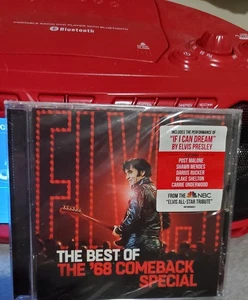 PORTABLE RADIO CD PLAYER WITH BLUETOOTH
Bluetooth
INCLUDES THE PERFORMANCE OF
"IF I CAN DREAM"
BY ELVIS PRESLEY
POST MALONE
SHAWN MENDES
DARIUS RUCKER
BLAKE SHELTON
CARRIE UNDERWOOD
FROM THE NBC
"ELVIS ALL-STAR TRIBUTE"
ELVIS
THE BEST OF
THE '68 COMEBACK
SPECIAL